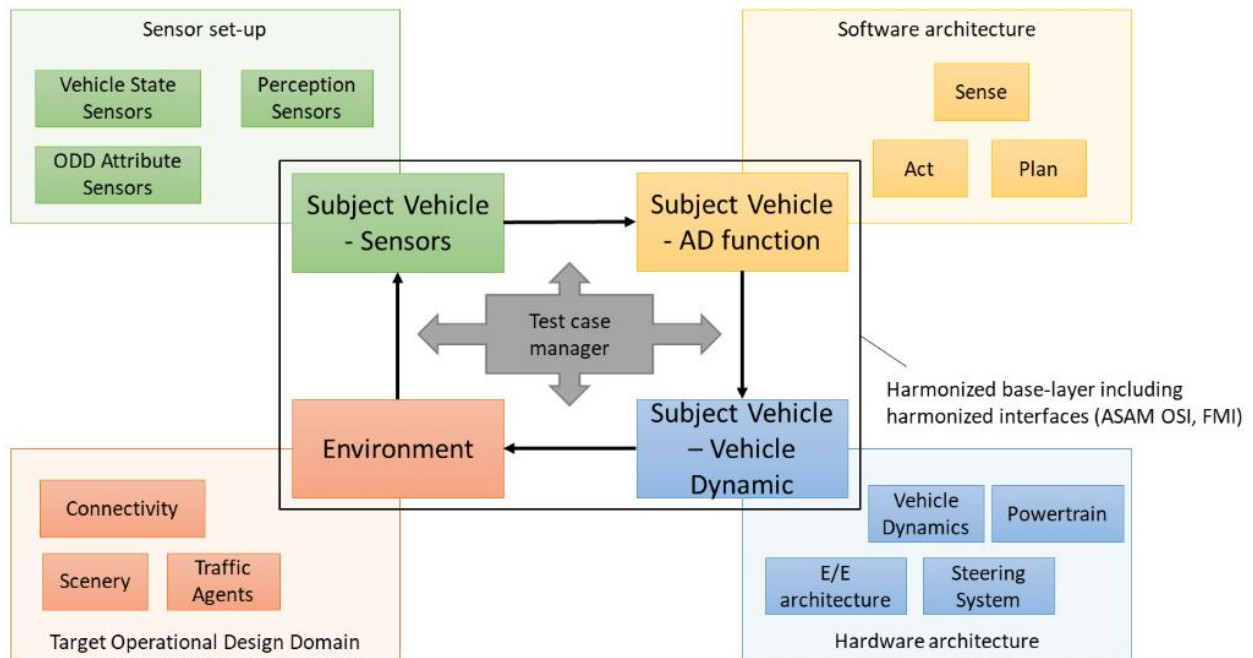 Sensor set-up
Vehicle State
Sensors
Perception
Sensors
ODD Attribute
Sensors
Software architecture
Sense
Act
Plan
Subject Vehicle
- Sensors
Subject Vehicle
- AD function
Test case
manager
Harmonized base-layer including
harmonized interfaces (ASAM OSI, FMI)
Environment
Subject Vehicle
– Vehicle
Dynamic
Connectivity
Scenery
Traffic
Agents
Target Operational Design Domain
Vehicle
Dynamics
Powertrain
E/E
architecture
Steering
System
Hardware architecture